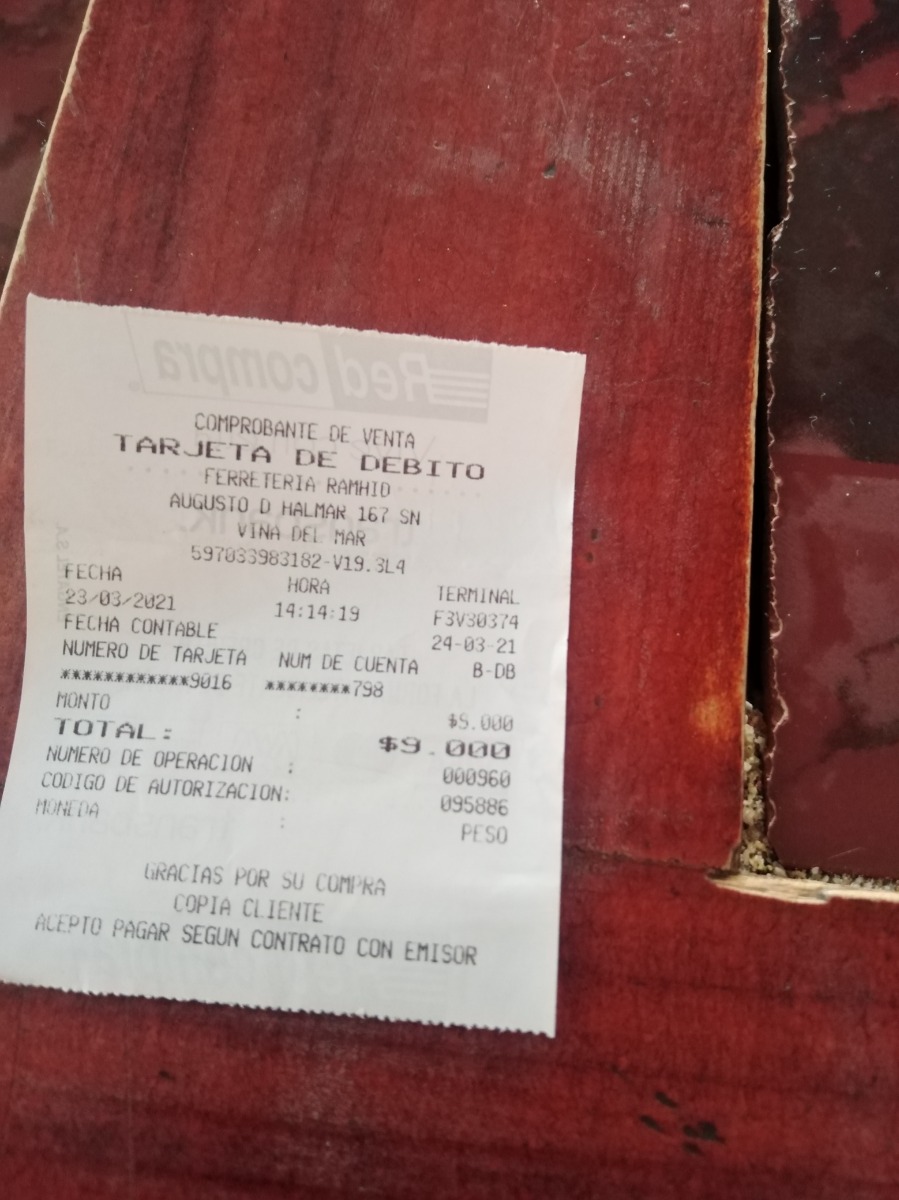 Red compra
COMPROBANTE DE VENTA
TARJETA DE DEBITO
FERRETERIA RAMHID
AUGUSTO D HALMAR 167 SN
VINA DEL MAR
597033983182-V19.3L4
FECHA HORA TERMINAL
23/03/2021 14:14:19 F3V30374
FECHA CONTABLE 24-03-21
NUMERO DE TARJETA NUM DE CUENTA B-DB
************9016 ********798
MONTO : $9.000
TOTAL: $9.000
NUMERO DE OPERACION : 000960
CODIGO DE AUTORIZACION: 095886
MONEDA : PESO
GRACIAS POR SU COMPRA
COPIA CLIENTE
ACEPTO PAGAR SEGUN CONTRATO CON EMISOR